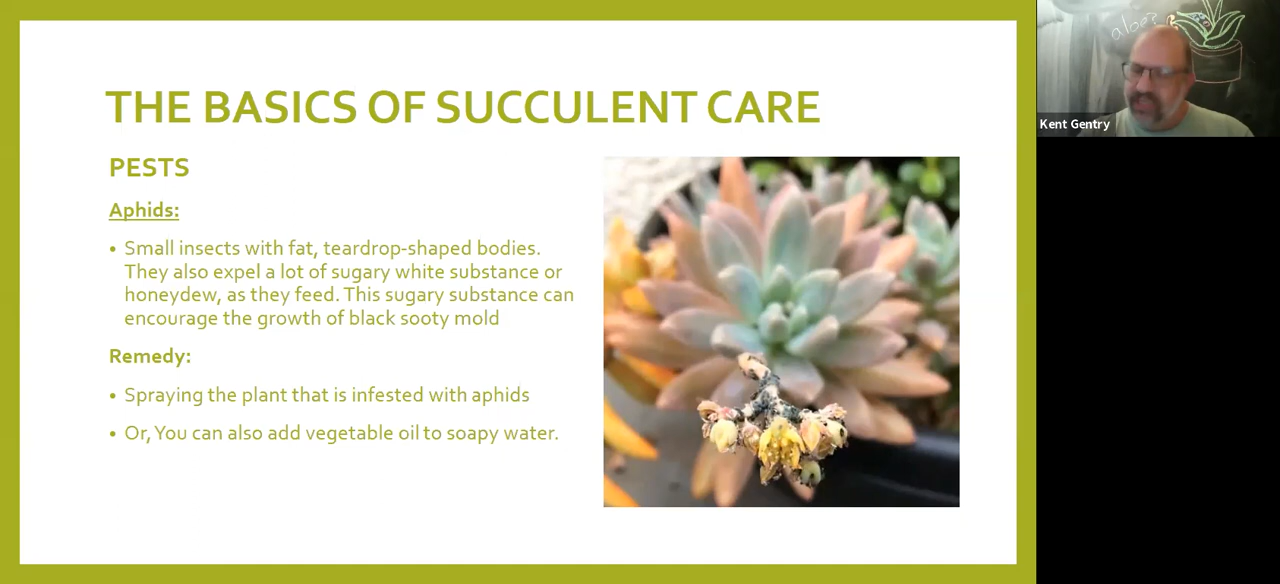 THE BASICS OF SUCCULENT CARE
PESTS
Aphids:
• Small insects with fat, teardrop-shaped bodies.
They also expel a lot of sugary white substance or
honeydew, as they feed. This sugary substance can
encourage the growth of black sooty mold
Remedy:
• Spraying the plant that is infested with aphids
• Or, You can also add vegetable oil to soapy water.
aloe?
Kent Gentry